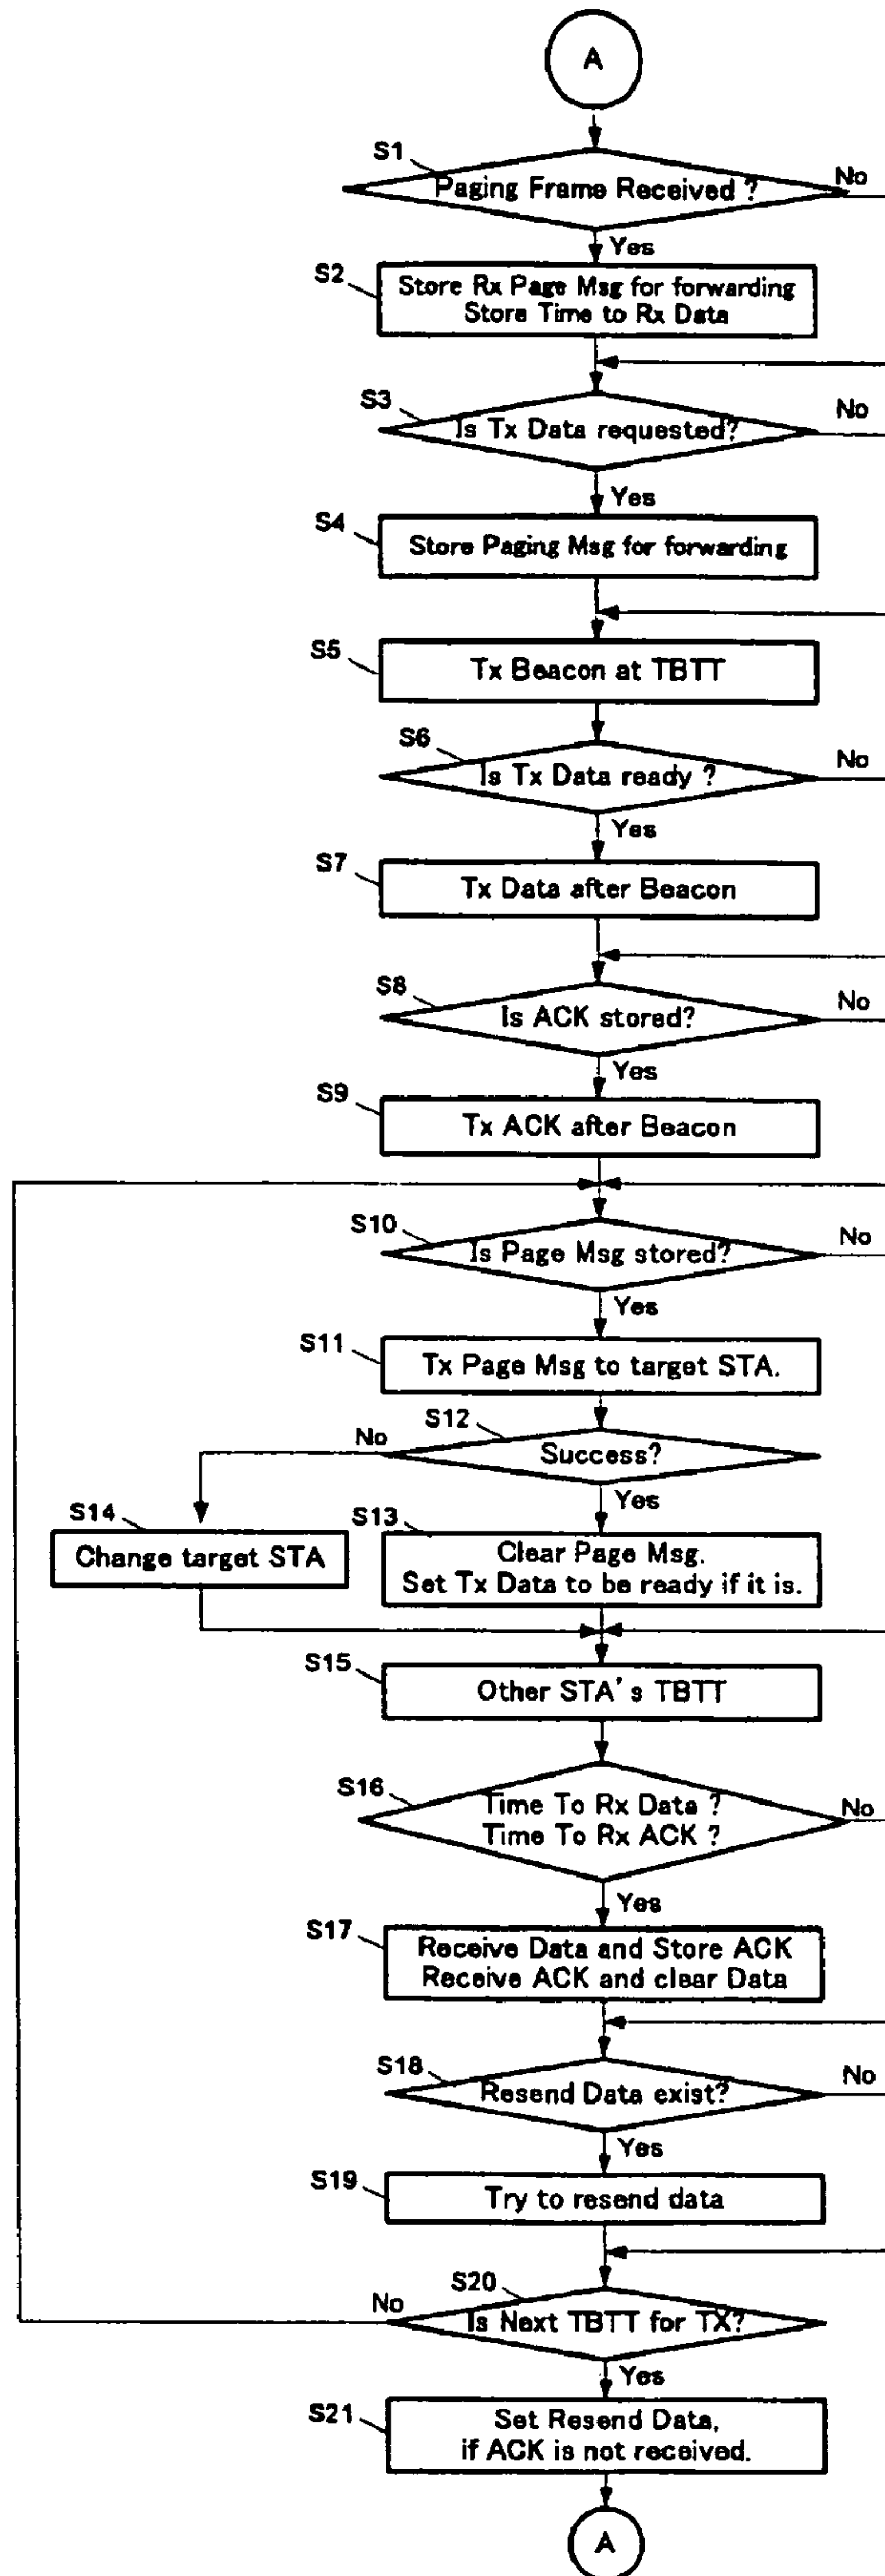 A
S1
Paging Frame Received ?
No
Yes
S2
Store Rx Page Msg for forwarding
Store Time to Rx Data
S3
Is Tx Data requested?
No
Yes
S4
Store Paging Msg for forwarding
S5
Tx Beacon at TBTT
S6
Is Tx Data ready ?
No
Yes
S7
Tx Data after Beacon
S8
Is ACK stored?
No
Yes
S9
Tx ACK after Beacon
S10
Is Page Msg stored?
No
Yes
S11
Tx Page Msg to target STA.
S12
Success?
No
Yes
S14
Change target STA
S13
Clear Page Msg.
Set Tx Data to be ready if it is.
S15
Other STA's TBTT
S16
Time To Rx Data ?
Time To Rx ACK ?
No
Yes
S17
Receive Data and Store ACK
Receive ACK and clear Data
S18
Resend Data exist?
No
Yes
S19
Try to resend data
S20
Is Next TBTT for TX?
No
Yes
S21
Set Resend Data,
if ACK is not received.
A